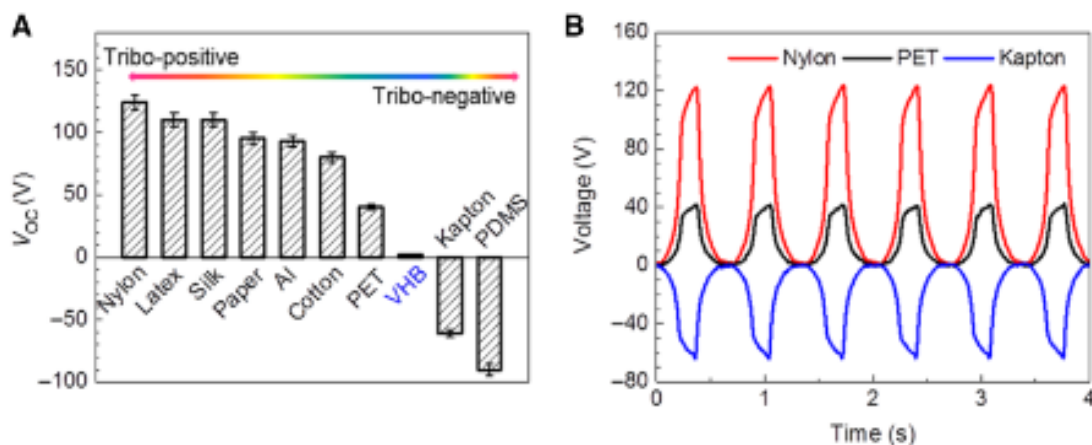 A
Tribo-positive
Tribo-negative
150
100
50
0
−50
−100
V_OC (V)
Nylon
Latex
Silk
Paper
Al
Cotton
PET
VHB
Kapton
PDMS
B
Nylon
PET
Kapton
160
120
80
40
0
−40
−80
Voltage (V)
0 1 2 3 4
Time (s)